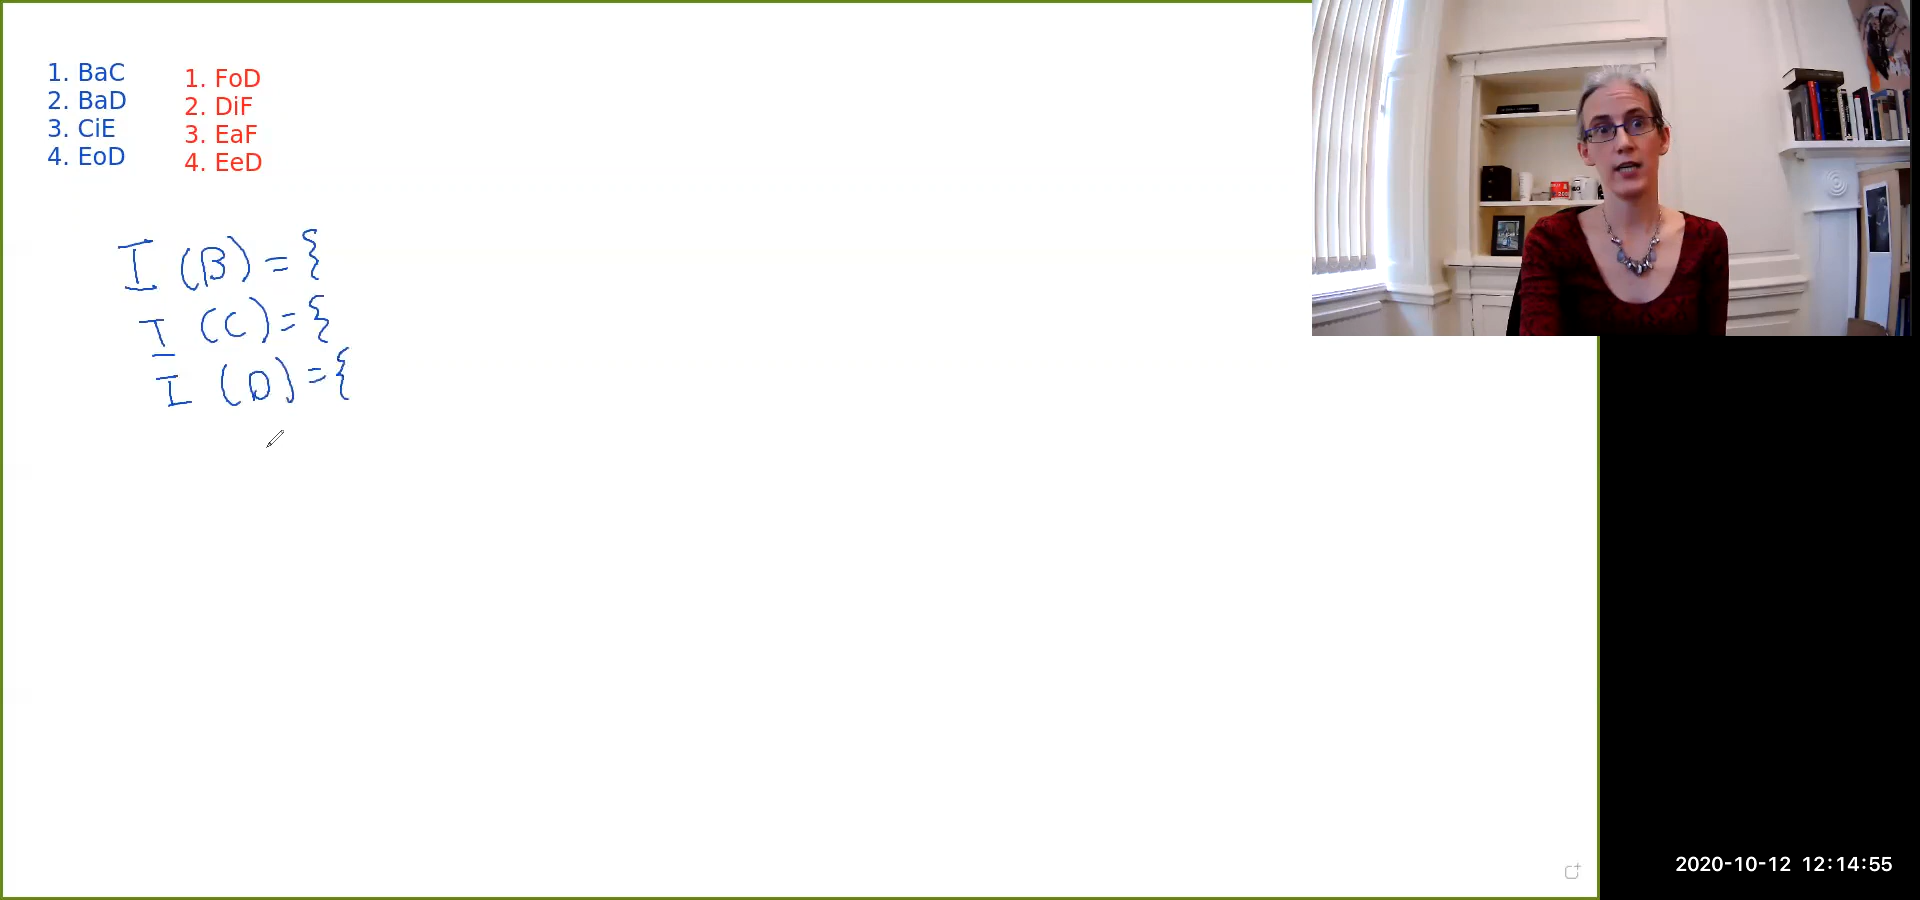 1. BaC
2. BaD
3. CiE
4. EoD
1. FoD
2. DiF
3. EaF
4. EeD
I (B) = {
I (C) = {
I (D) = {
2020-10-12 12:14:55